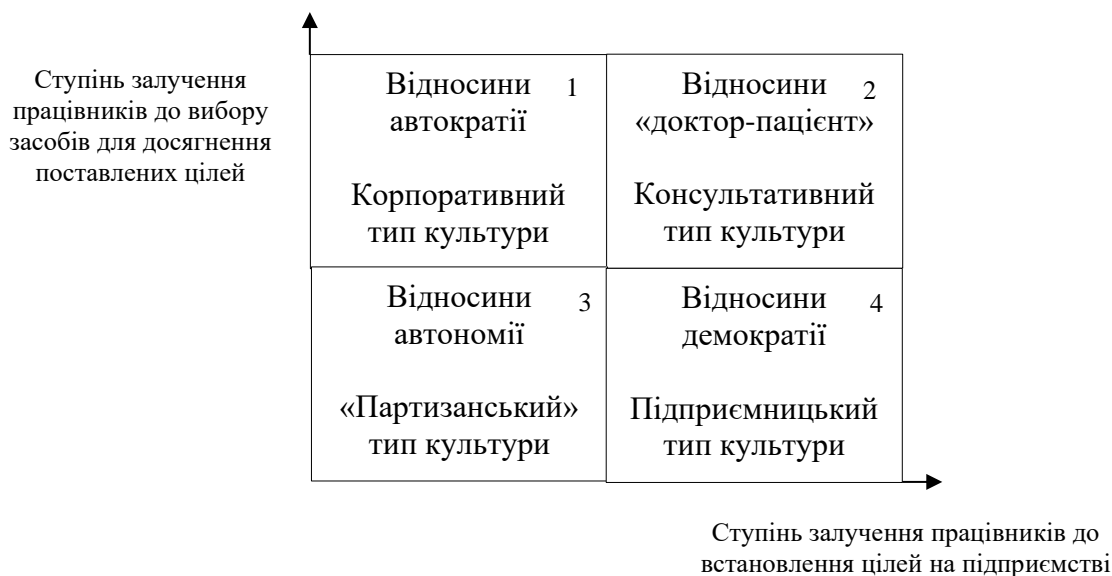 Ступінь залучення
працівників до вибору
засобів для досягнення
поставлених цілей
Відносини 1
автократії
Корпоративний
тип культури
Відносини 2
«доктор-пацієнт»
Консультативний
тип культури
Відносини 3
автономії
«Партизанський»
тип культури
Відносини 4
демократії
Підприємницький
тип культури
Ступінь залучення працівників до
встановлення цілей на підприємстві